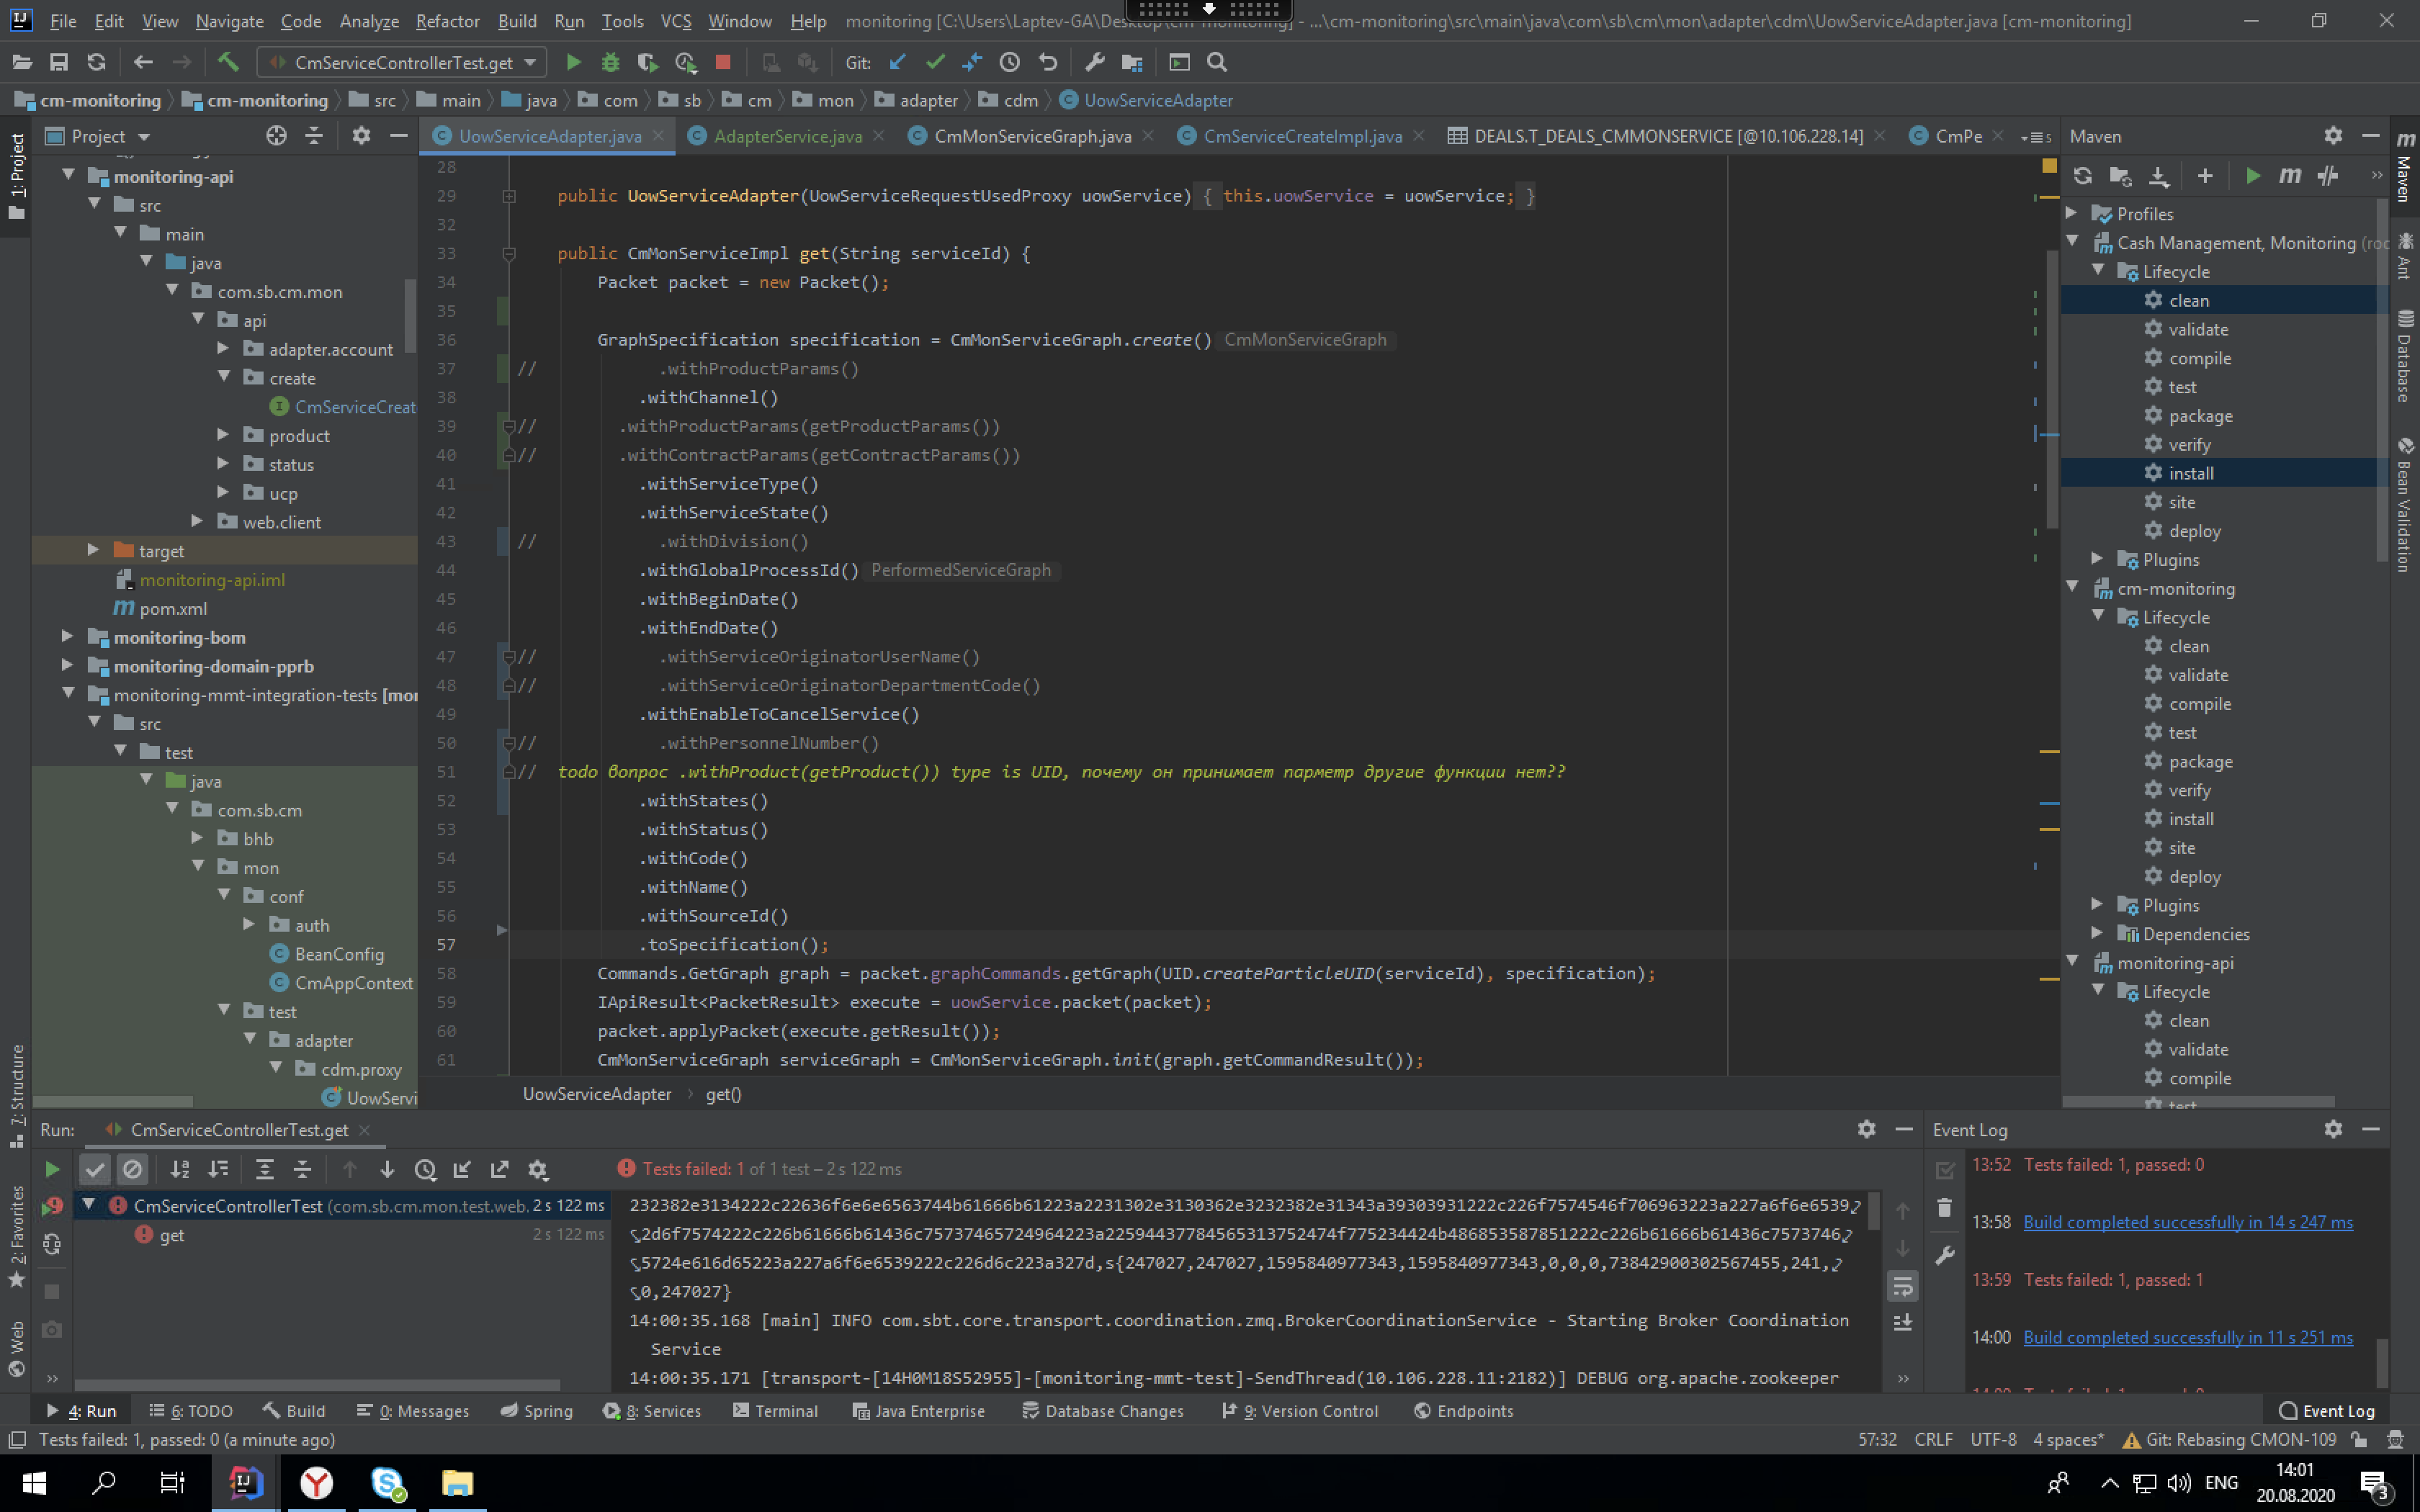 File Edit View Navigate Code Analyze Refactor Build Run Tools VCS Window Help monitoring [C:\Users\Laptev-GA\Desktop\cm-monitoring] - ...\cm-monitoring\src\main\java\com\sb\cm\mon\adapter\cdm\UowServiceAdapter.java [cm-monitoring]
CmServiceControllerTest.get Git:
cm-monitoring cm-monitoring src main java com sb cm mon adapter cdm UowServiceAdapter
Project
UowServiceAdapter.java AdapterService.java CmMonServiceGraph.java CmServiceCreateImpl.java DEALS.T_DEALS_CMMONSERVICE [@10.106.228.14] CmPe 5
Maven
1: Project
7: Structure
2: Favorites
Web
monitoring-api
src
main
java
com.sb.cm.mon
api
adapter.account
create
CmServiceCreat
product
status
ucp
web.client
target
monitoring-api.iml
pom.xml
monitoring-bom
monitoring-domain-pprb
monitoring-mmt-integration-tests [mor
src
test
java
com.sb.cm
bhb
mon
conf
auth
BeanConfig
CmAppContext
test
adapter
cdm.proxy
UowServi
28
29 public UowServiceAdapter(UowServiceRequestUsedProxy uowService) { this.uowService = uowService; }
32
33 public CmMonServiceImpl get(String serviceId) {
34 Packet packet = new Packet();
35
36 GraphSpecification specification = CmMonServiceGraph.create() CmMonServiceGraph
37 // .withProductParams()
38 .withChannel()
39 // .withProductParams(getProductParams())
40 // .withContractParams(getContractParams())
41 .withServiceType()
42 .withServiceState()
43 // .withDivision()
44 .withGlobalProcessId() PerformedServiceGraph
45 .withBeginDate()
46 .withEndDate()
47 // .withServiceOriginatorUserName()
48 // .withServiceOriginatorDepartmentCode()
49 .withEnableToCancelService()
50 // .withPersonnelNumber()
51 // todo вопрос .withProduct(getProduct()) type is UID, почему он принимает парметр другие функции нет??
52 .withStates()
53 .withStatus()
54 .withCode()
55 .withName()
56 .withSourceId()
57 .toSpecification();
58 Commands.GetGraph graph = packet.graphCommands.getGraph(UID.createParticleUID(serviceId), specification);
59 IApiResult<PacketResult> execute = uowService.packet(packet);
60 packet.applyPacket(execute.getResult());
61 CmMonServiceGraph serviceGraph = CmMonServiceGraph.init(graph.getCommandResult());
UowServiceAdapter get()
Profiles
Cash Management, Monitoring (roo
Lifecycle
clean
validate
compile
test
package
verify
install
site
deploy
Plugins
cm-monitoring
Lifecycle
clean
validate
compile
test
package
verify
install
site
deploy
Plugins
Dependencies
monitoring-api
Lifecycle
clean
validate
compile
test
Maven
Ant
Database
Bean Validation
Run: CmServiceControllerTest.get
Tests failed: 1 of 1 test – 2 s 122 ms
CmServiceControllerTest (com.sb.cm.mon.test.web. 2 s 122 ms
get 2 s 122 ms
232382e3134222c22636f6e6e6563744b61666b61223a2231302e3130362e3232382e31343a39303931222c226f7574546f706963223a227a6f6e6539
2d6f7574222c226b61666b61436c75737465724964223a22594437784565313752474f775234424b486853587851222c226b61666b61436c7573746
5724e616d65223a227a6f6e6539222c226d6c223a327d,s{247027,247027,1595840977343,1595840977343,0,0,0,73842900302567455,241,
0,247027}
14:00:35.168 [main] INFO com.sbt.core.transport.coordination.zmq.BrokerCoordinationService - Starting Broker Coordination
Service
14:00:35.171 [transport-[14H0M18S52955]-[monitoring-mmt-test]-SendThread(10.106.228.11:2182)] DEBUG org.apache.zookeeper
Event Log
13:52 Tests failed: 1, passed: 0
13:58 Build completed successfully in 14 s 247 ms
13:59 Tests failed: 1, passed: 1
14:00 Build completed successfully in 11 s 251 ms
4: Run 6: TODO Build 0: Messages Spring 8: Services Terminal Java Enterprise Database Changes 9: Version Control Endpoints Event Log
Tests failed: 1, passed: 0 (a minute ago) 57:32 CRLF UTF-8 4 spaces* Git: Rebasing CMON-109
ENG 14:01
20.08.2020 3